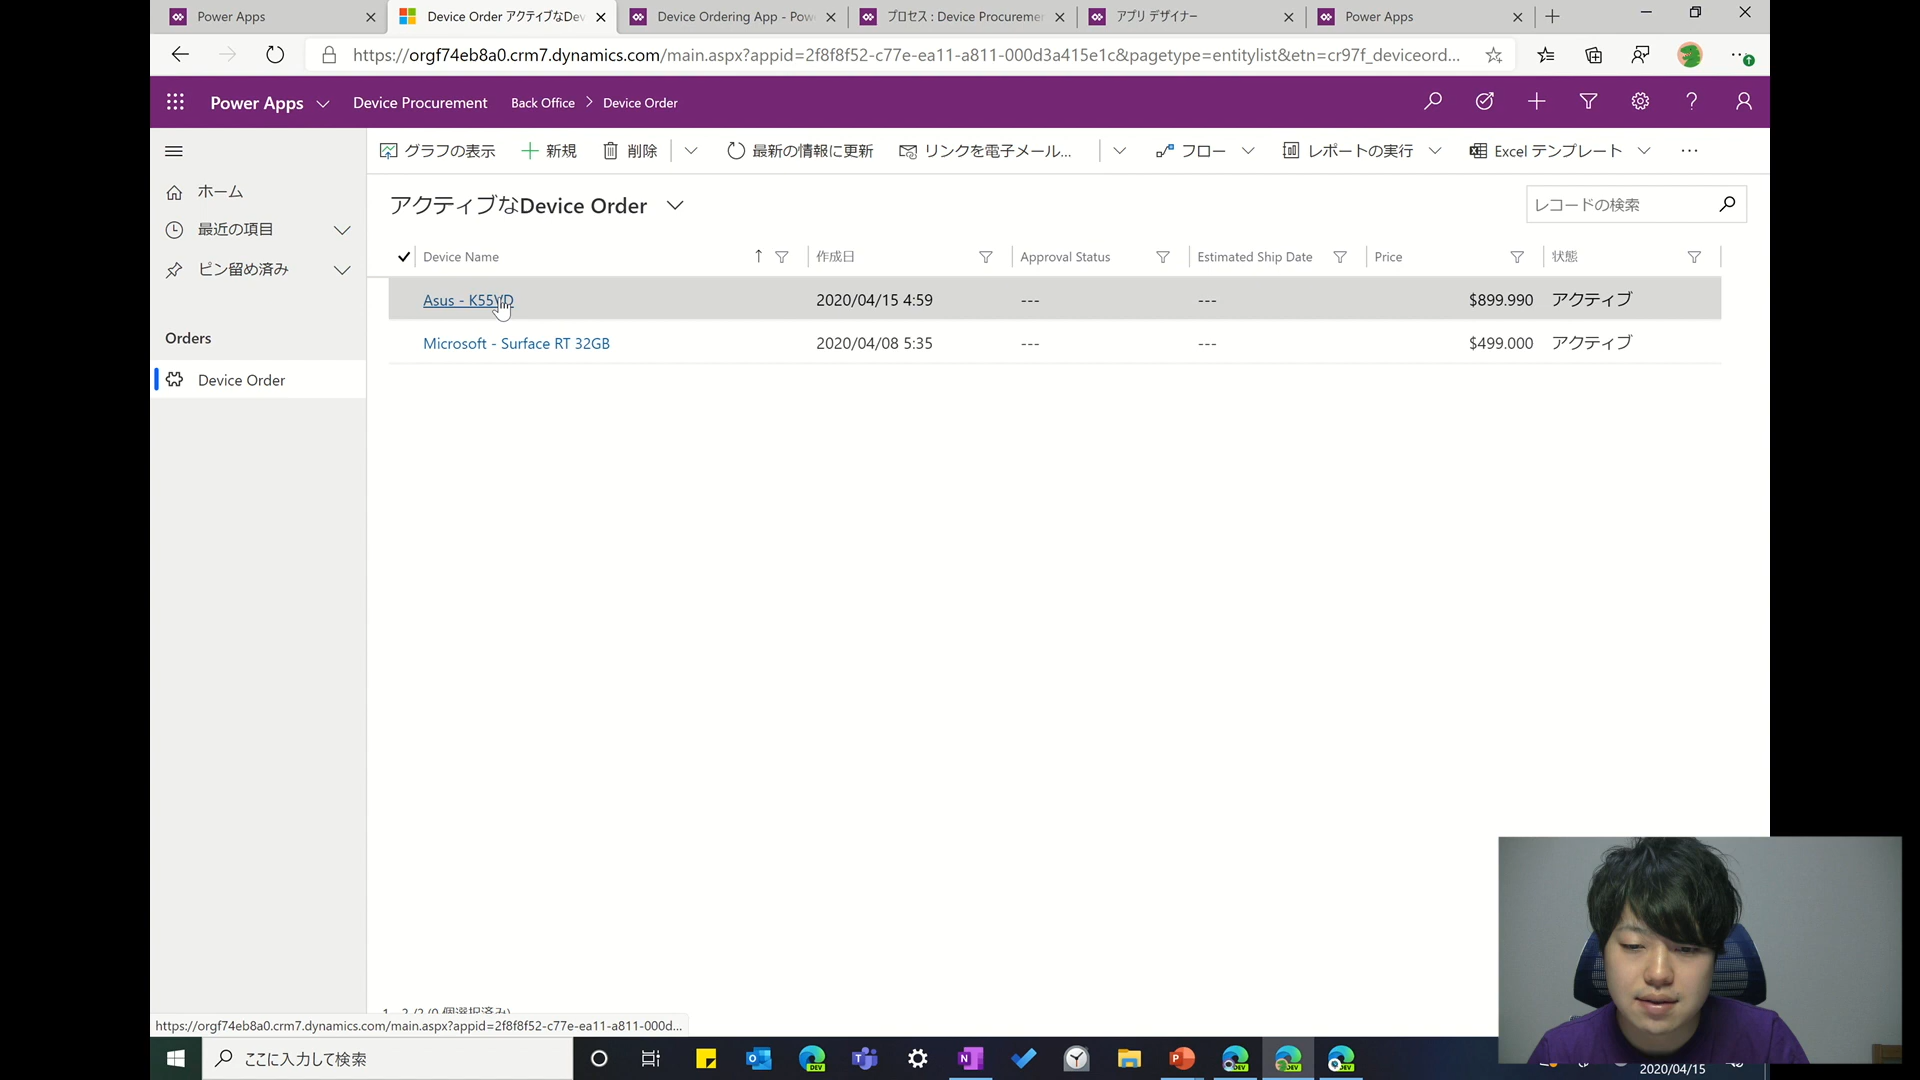 Power Apps
Device Order アクティブなDev
Device Ordering App - Pow
プロセス : Device Procuremen
アプリ デザイナー
Power Apps
https://orgf74eb8a0.crm7.dynamics.com/main.aspx?appid=2f8f8f52-c77e-ea11-a811-000d3a415e1c&pagetype=entitylist&etn=cr97f_deviceord...
Power Apps
Device Procurement
Back Office > Device Order
グラフの表示
新規
削除
最新の情報に更新
リンクを電子メール...
フロー
レポートの実行
Excel テンプレート
ホーム
最近の項目
ピン留め済み
Orders
Device Order
アクティブなDevice Order
レコードの検索
Device Name 作成日 Approval Status Estimated Ship Date Price 状態
Asus - K55VD 2020/04/15 4:59 --- --- $899.990 アクティブ
Microsoft - Surface RT 32GB 2020/04/08 5:35 --- --- $499.000 アクティブ
https://orgf74eb8a0.crm7.dynamics.com/main.aspx?appid=2f8f8f52-c77e-ea11-a811-000d...
ここに入力して検索
2020/04/15